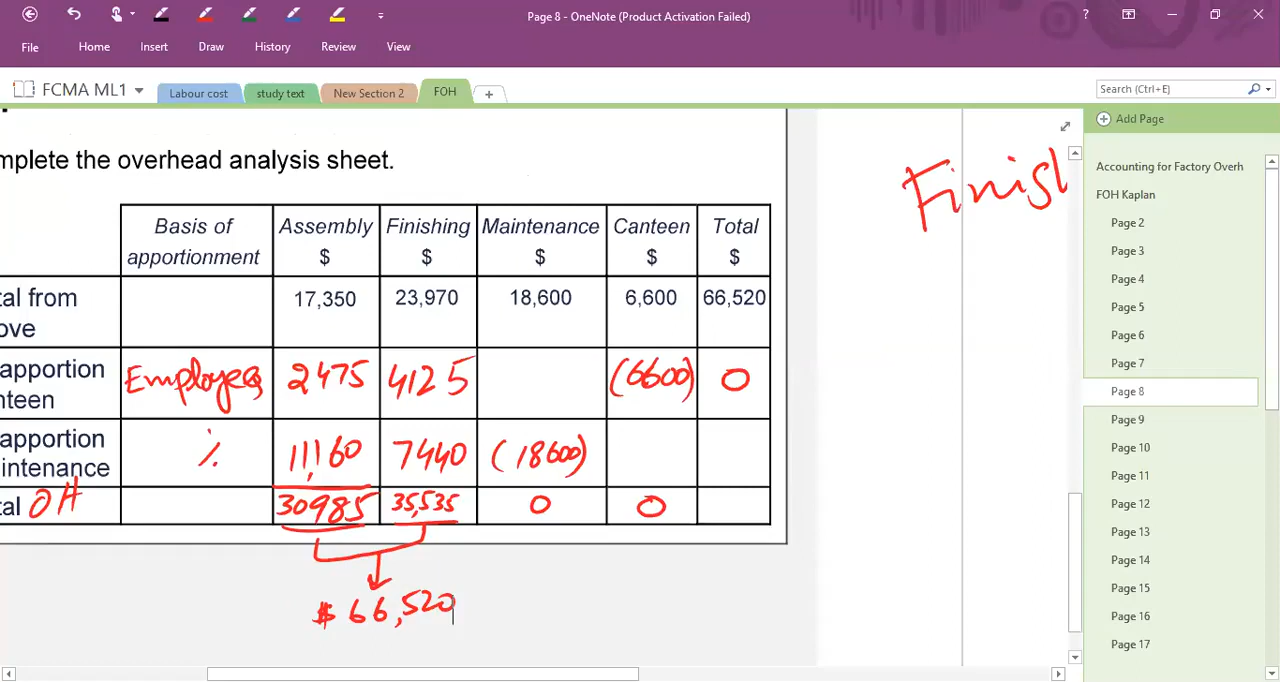 Page 8 - OneNote (Product Activation Failed)
?
File Home Insert Draw History Review View
FCMA ML1 Labour cost study text New Section 2 FOH +
Search (Ctrl+E)
Add Page
Accounting for Factory Overh
FOH Kaplan
Page 2
Page 3
Page 4
Page 5
Page 6
Page 7
Page 8
Page 9
Page 10
Page 11
Page 12
Page 13
Page 14
Page 15
Page 16
Page 17
mplete the overhead analysis sheet.
Finish
Basis of apportionment Assembly $ Finishing $ Maintenance $ Canteen $ Total $
tal from ove 17,350 23,970 18,600 6,600 66,520
apportion nteen Employees 2475 4125 (6600) 0
apportion intenance % 11,160 7440 (18600)
tal OH 30985 35,535 0 0
$ 66,520